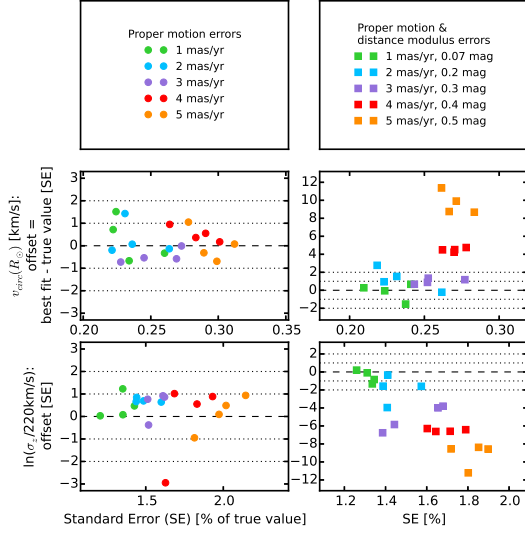 Proper motion errors
1 mas/yr
2 mas/yr
3 mas/yr
4 mas/yr
5 mas/yr
Proper motion &
distance modulus errors
1 mas/yr, 0.07 mag
2 mas/yr, 0.2 mag
3 mas/yr, 0.3 mag
4 mas/yr, 0.4 mag
5 mas/yr, 0.5 mag
v_circ(R_⊙) [km/s]:
offset =
best fit - true value [SE]
3
2
1
0
−1
−2
−3
0.20 0.25 0.30 0.35
12
10
8
6
4
2
0
−2
0.20 0.25 0.30
ln(σ_z/220km/s):
offset [SE]
3
2
1
0
−1
−2
−3
1.5 2.0
Standard Error (SE) [% of true value]
2
0
−2
−4
−6
−8
−10
−12
1.2 1.4 1.6 1.8 2.0
SE [%]